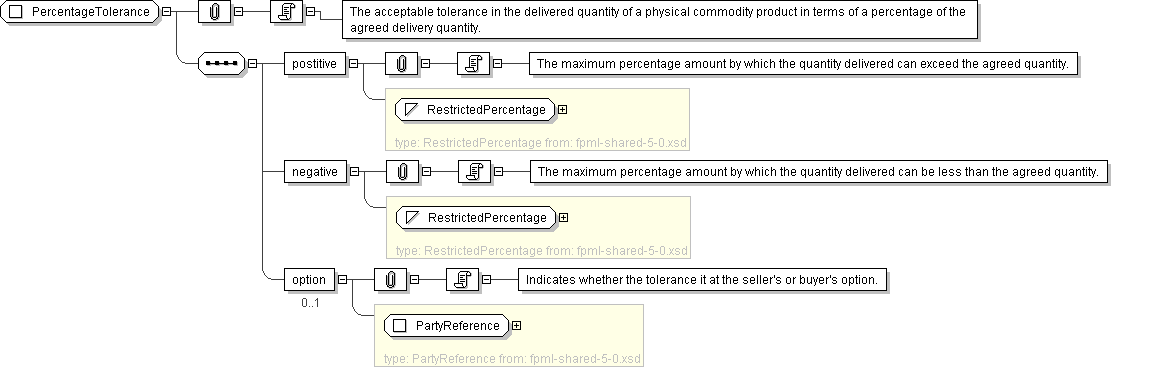 PercentageTolerance
The acceptable tolerance in the delivered quantity of a physical commodity product in terms of a percentage of the
agreed delivery quantity.
postitive
The maximum percentage amount by which the quantity delivered can exceed the agreed quantity.
RestrictedPercentage
type: RestrictedPercentage from: fpml-shared-5-0.xsd
negative
The maximum percentage amount by which the quantity delivered can be less than the agreed quantity.
RestrictedPercentage
type: RestrictedPercentage from: fpml-shared-5-0.xsd
option
Indicates whether the tolerance it at the seller's or buyer's option.
0..1
PartyReference
type: PartyReference from: fpml-shared-5-0.xsd